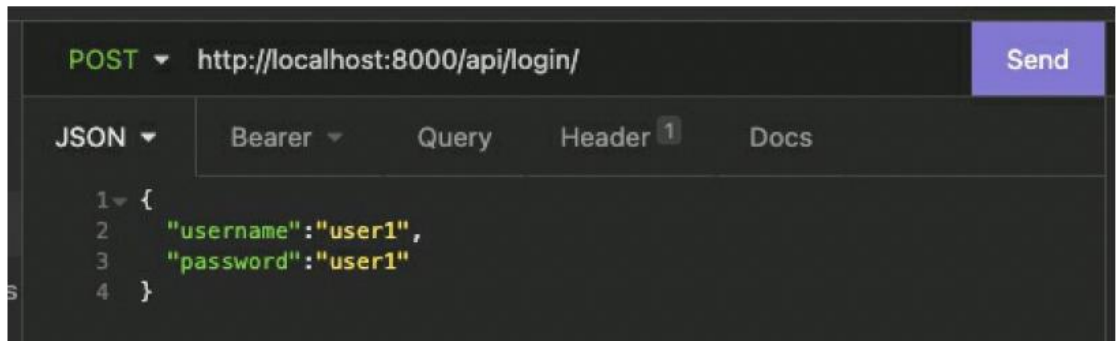 POST http://localhost:8000/api/login/ Send
JSON Bearer Query Header 1 Docs
1 {
2 "username":"user1",
3 "password":"user1"
4 }
s